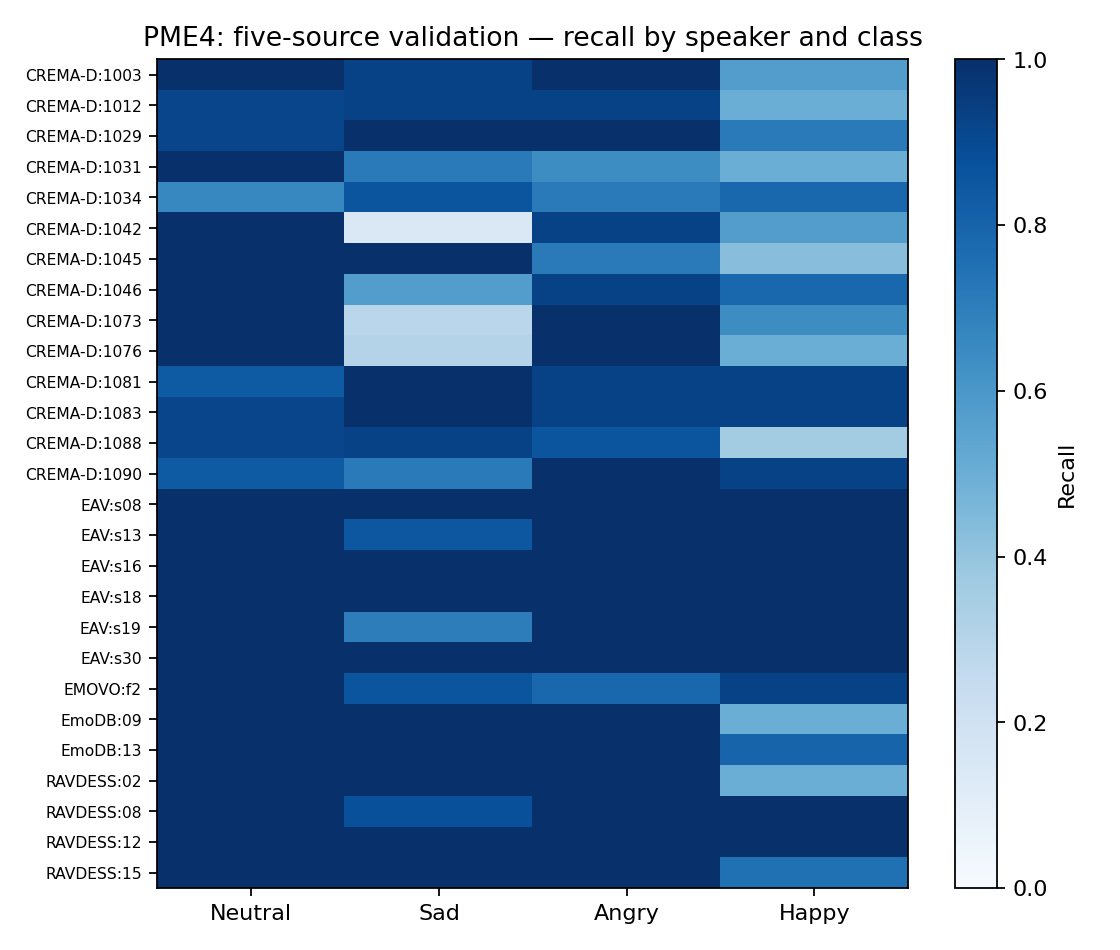 PME4: five-source validation — recall by speaker and class
CREMA-D:1003
CREMA-D:1012
CREMA-D:1029
CREMA-D:1031
CREMA-D:1034
CREMA-D:1042
CREMA-D:1045
CREMA-D:1046
CREMA-D:1073
CREMA-D:1076
CREMA-D:1081
CREMA-D:1083
CREMA-D:1088
CREMA-D:1090
EAV:s08
EAV:s13
EAV:s16
EAV:s18
EAV:s19
EAV:s30
EMOVO:f2
EmoDB:09
EmoDB:13
RAVDESS:02
RAVDESS:08
RAVDESS:12
RAVDESS:15
Neutral Sad Angry Happy
1.0
0.8
0.6
0.4
0.2
0.0
Recall